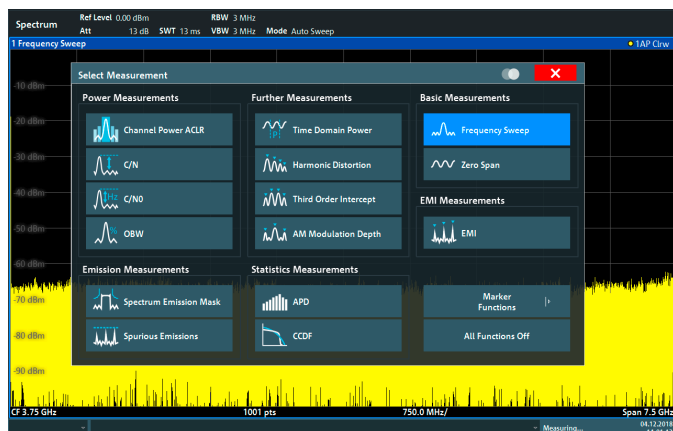 Spectrum
Ref Level 0.00 dBm RBW 3 MHz
Att 13 dB SWT 13 ms VBW 3 MHz Mode Auto Sweep
1 Frequency Sweep 1AP Clrw
Select Measurement
Power Measurements Further Measurements Basic Measurements
Channel Power ACLR Time Domain Power Frequency Sweep
C/N Harmonic Distortion Zero Span
C/N0 Third Order Intercept EMI Measurements
OBW AM Modulation Depth EMI
Emission Measurements Statistics Measurements
Spectrum Emission Mask APD Marker Functions
Spurious Emissions CCDF All Functions Off
-10 dBm
-20 dBm
-30 dBm
-40 dBm
-50 dBm
-60 dBm
-70 dBm
-80 dBm
-90 dBm
CF 3.75 GHz 1001 pts 750.0 MHz/ Span 7.5 GHz
Measuring... 04.12.2018